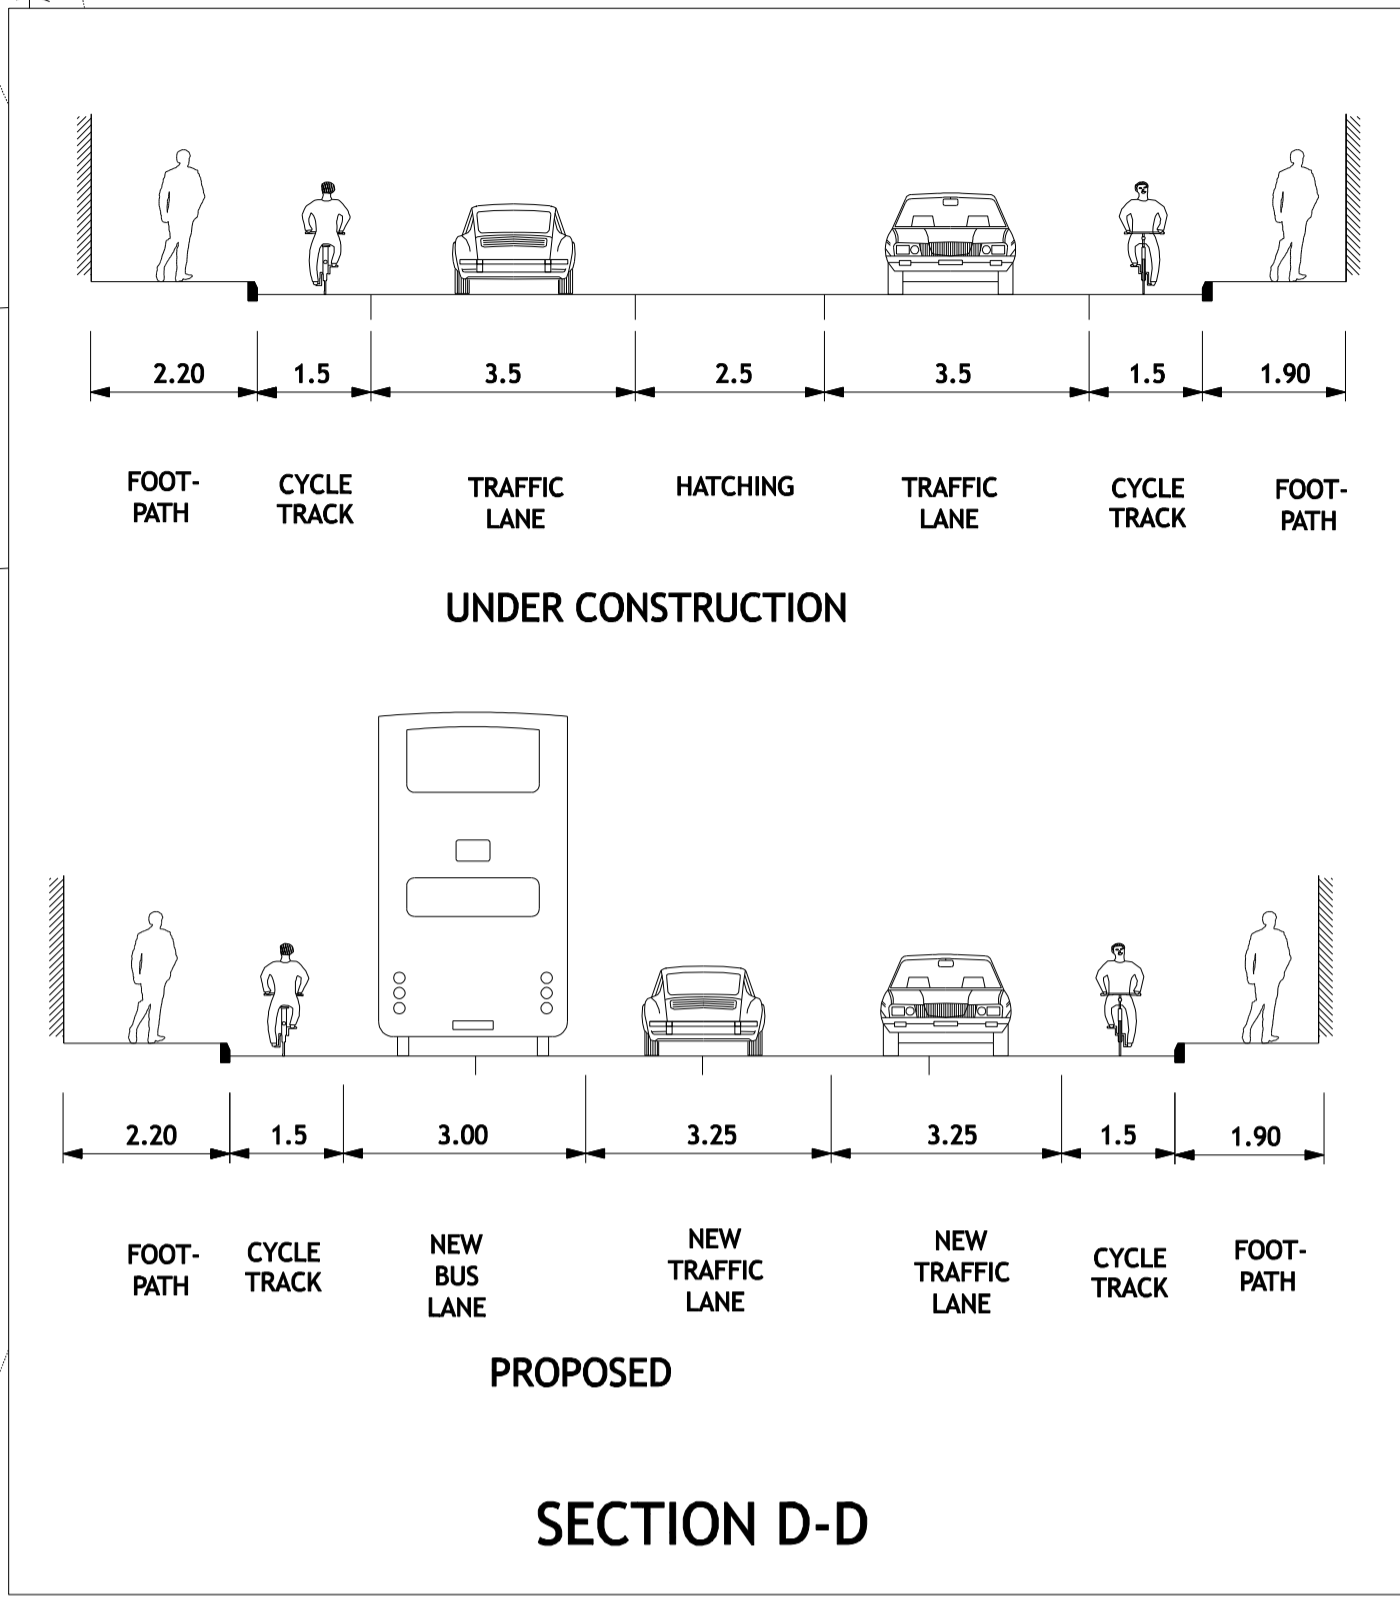 2.20 1.5 3.5 2.5 3.5 1.5 1.90
FOOT-
PATH
CYCLE
TRACK
TRAFFIC
LANE
HATCHING
TRAFFIC
LANE
CYCLE
TRACK
FOOT-
PATH
UNDER CONSTRUCTION
2.20 1.5 3.00 3.25 3.25 1.5 1.90
FOOT-
PATH
CYCLE
TRACK
NEW
BUS
LANE
NEW
TRAFFIC
LANE
NEW
TRAFFIC
LANE
CYCLE
TRACK
FOOT-
PATH
PROPOSED
SECTION D-D